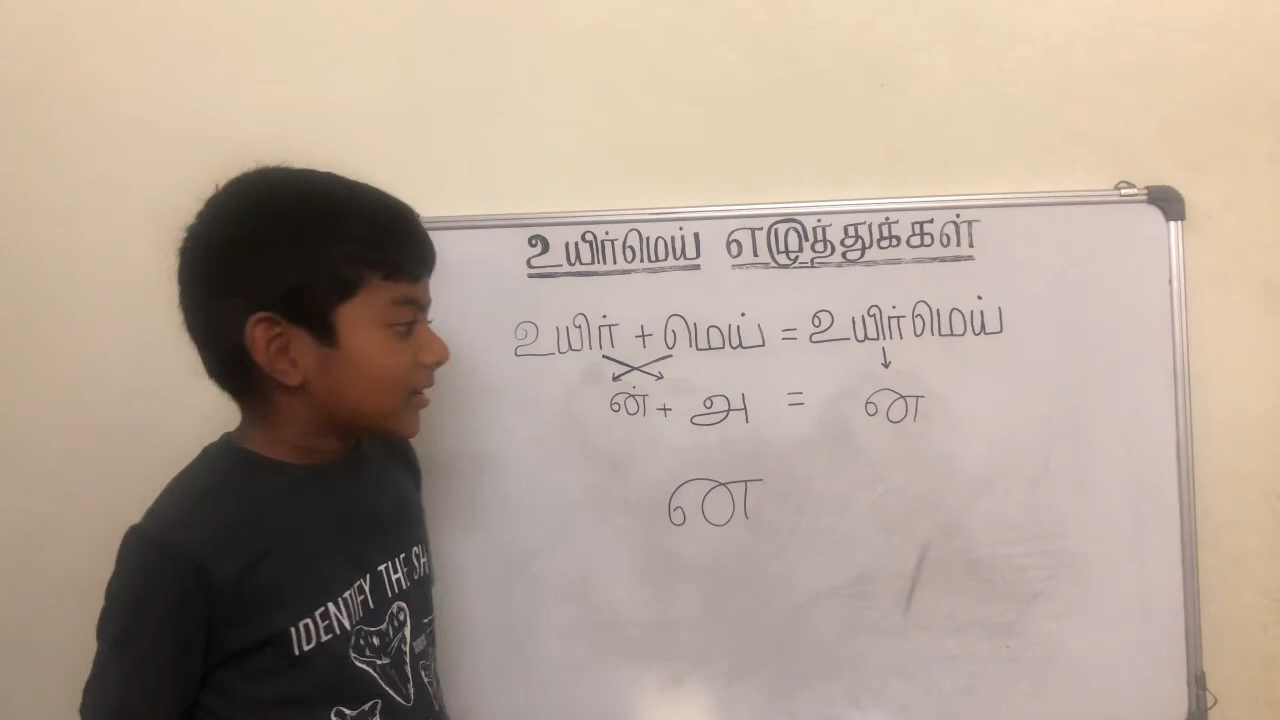 உயிர்மெய் எழுத்துக்கள்
உயிர் + மெய் = உயிர்மெய்
ன் + அ = ன
ன
IDENTIFY THE SH